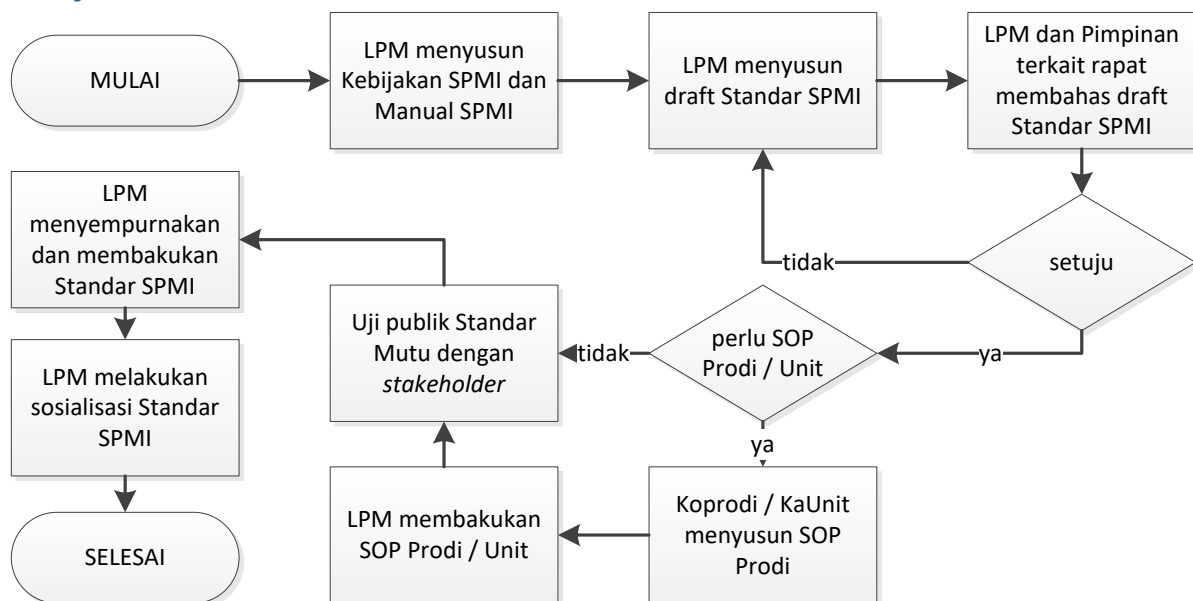 MULAI
LPM menyusun
Kebijakan SPMI dan
Manual SPMI
LPM menyusun
draft Standar SPMI
LPM dan Pimpinan
terkait rapat
membahas draft
Standar SPMI
setuju
tidak
ya
perlu SOP
Prodi / Unit
tidak
ya
Koprodi / KaUnit
menyusun SOP
Prodi
LPM membakukan
SOP Prodi / Unit
Uji publik Standar
Mutu dengan
stakeholder
LPM
menyempurnakan
dan membakukan
Standar SPMI
LPM melakukan
sosialisasi Standar
SPMI
SELESAI